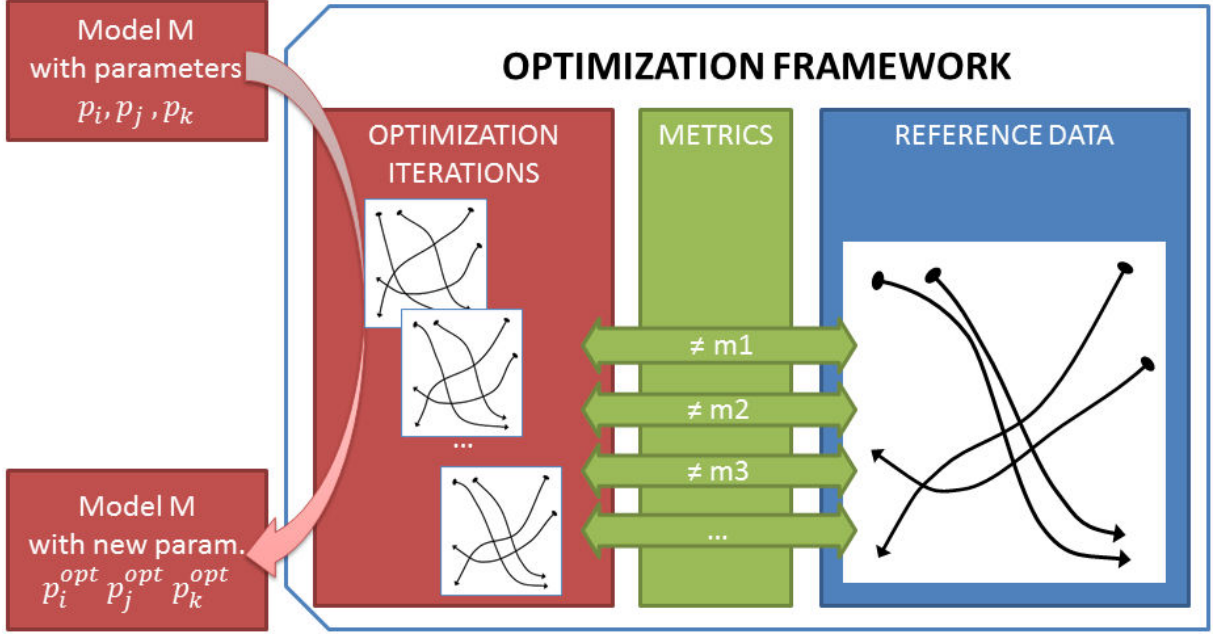 Model M
with parameters
p_i, p_j , p_k
OPTIMIZATION FRAMEWORK
OPTIMIZATION
ITERATIONS
METRICS
REFERENCE DATA
≠ m1
≠ m2
...
≠ m3
...
Model M
with new param.
p_i^opt p_j^opt p_k^opt